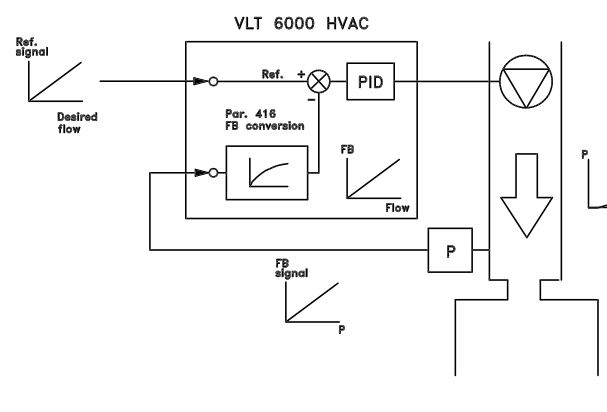 VLT 6000 HVAC
Ref.
signal
Desired
flow
Ref.
+
−
PID
Par. 416
FB conversion
FB
Flow
P
P
FB
signal
P